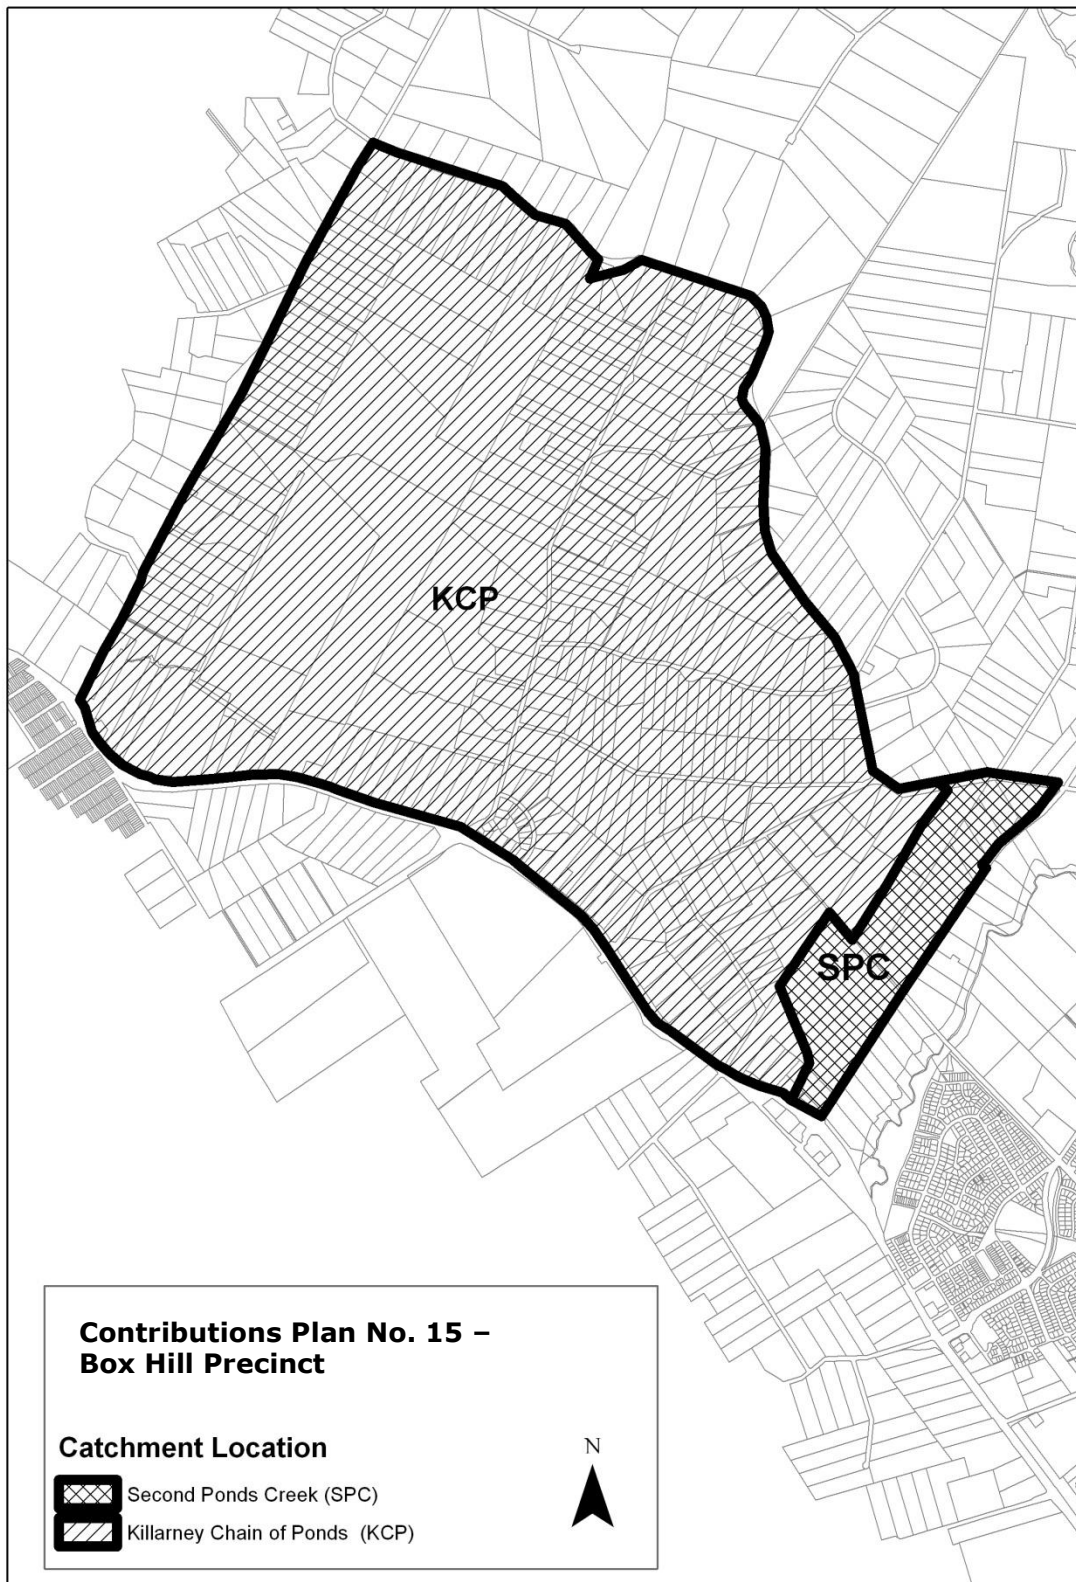 KCP
SPC
Contributions Plan No. 15 –
Box Hill Precinct
Catchment Location
N
Second Ponds Creek (SPC)
Killarney Chain of Ponds (KCP)